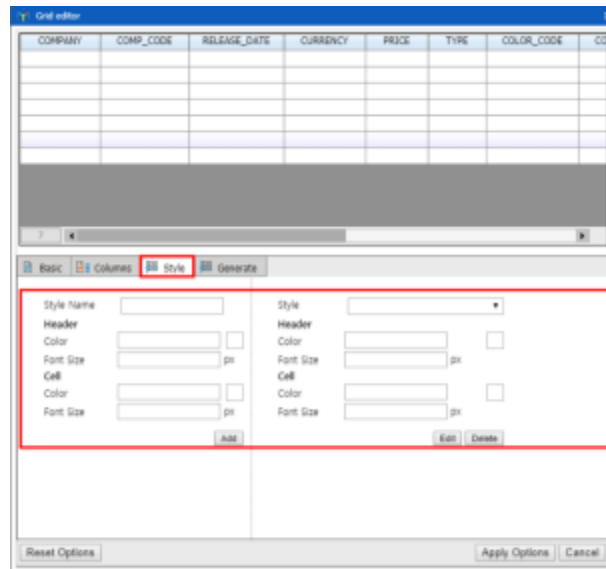 Grid editor
COMPANY COMP_CODE RELEASE_DATE CURRENCY PRICE TYPE COLOR_CODE CO
7
Basic Columns Style Generate
Style Name Style
Header Header
Color Color
Font Size px Font Size px
Cell Cell
Color Color
Font Size px Font Size px
Add Edit Delete
Reset Options Apply Options Cancel